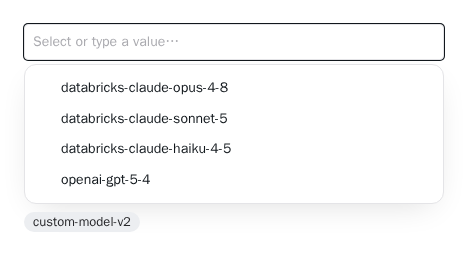 Select or type a value…
databricks-claude-opus-4-8
databricks-claude-sonnet-5
databricks-claude-haiku-4-5
openai-gpt-5-4
custom-model-v2